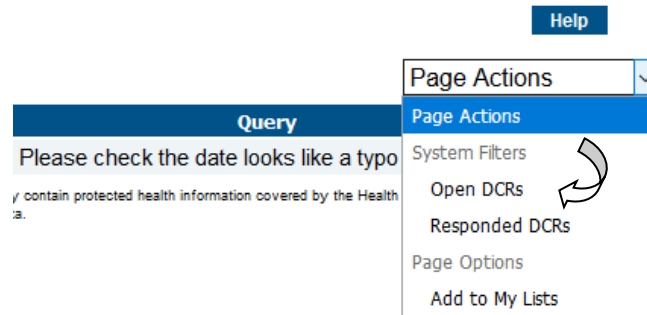 Help
Page Actions
Query
Page Actions
Please check the date looks like a typo
System Filters
contain protected health information covered by the Health
Open DCRs
Responded DCRs
Page Options
Add to My Lists